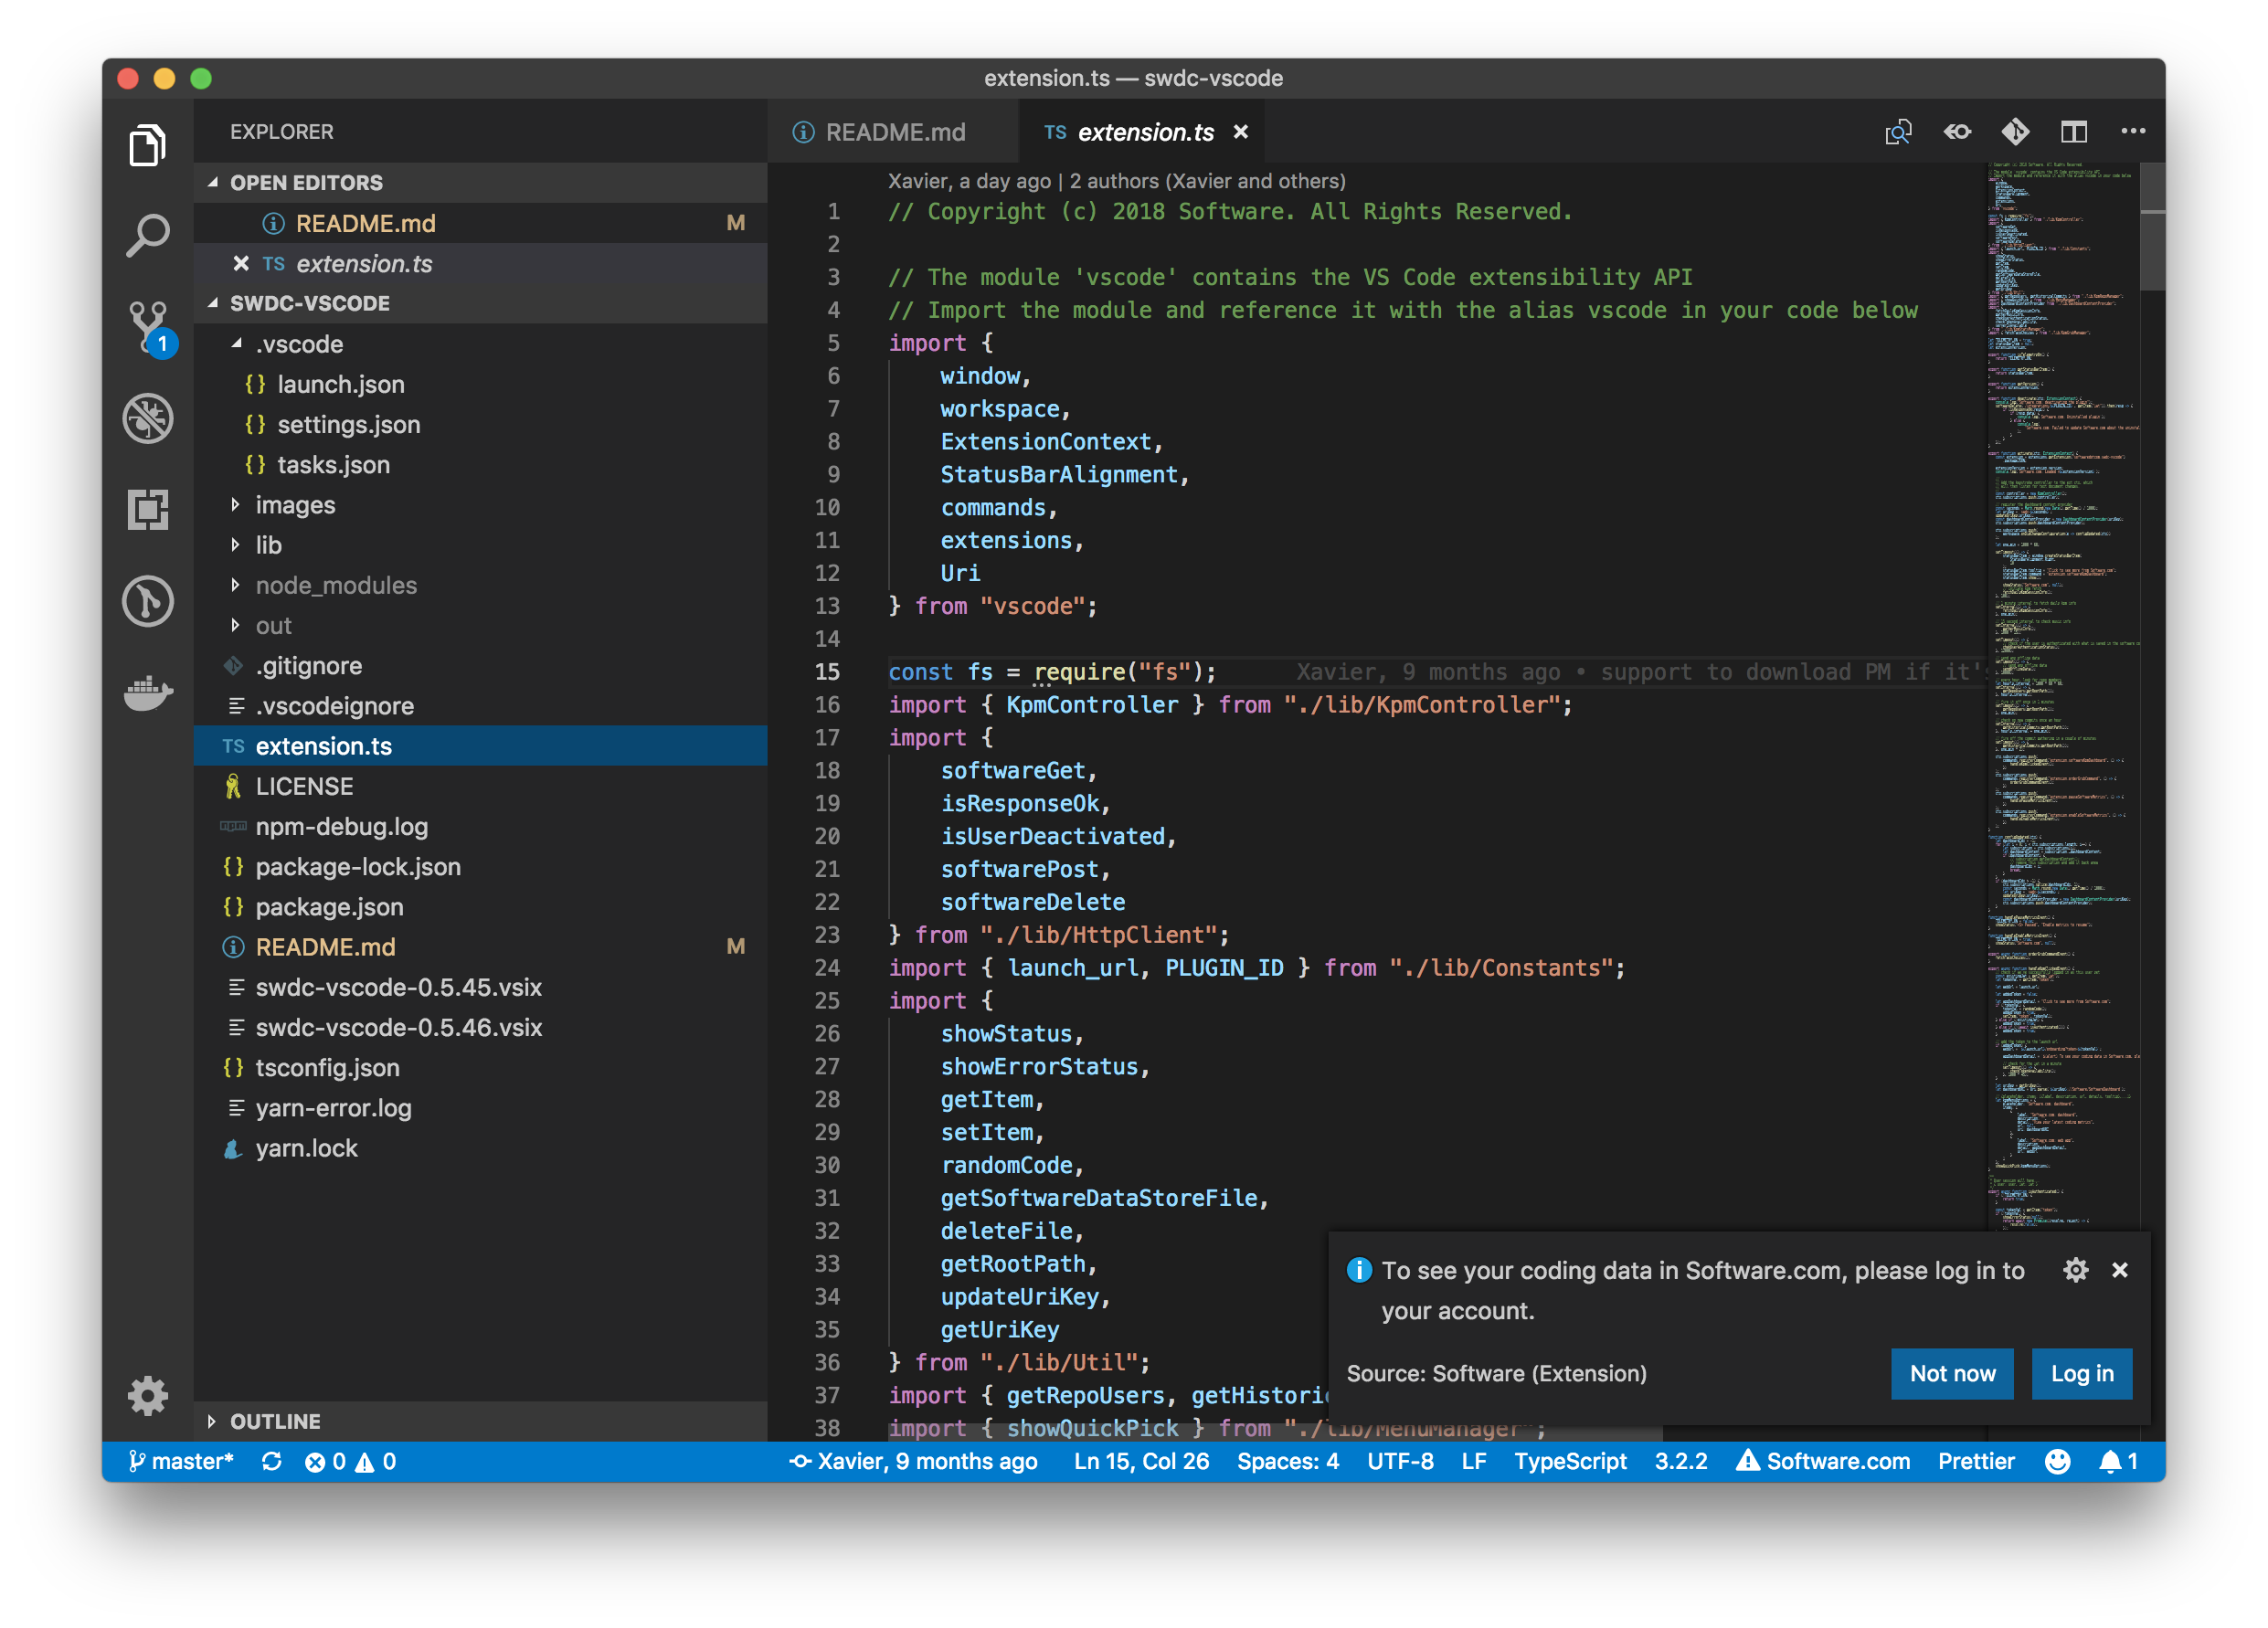 extension.ts — swdc-vscode
EXPLORER
OPEN EDITORS
README.md M
TS extension.ts
SWDC-VSCODE
.vscode
{} launch.json
{} settings.json
{} tasks.json
images
lib
node_modules
out
.gitignore
.vscodeignore
TS extension.ts
LICENSE
npm-debug.log
{} package-lock.json
{} package.json
README.md M
swdc-vscode-0.5.45.vsix
swdc-vscode-0.5.46.vsix
{} tsconfig.json
yarn-error.log
yarn.lock
OUTLINE
1
README.md
TS extension.ts
Xavier, a day ago | 2 authors (Xavier and others)
1 // Copyright (c) 2018 Software. All Rights Reserved.
2
3 // The module 'vscode' contains the VS Code extensibility API
4 // Import the module and reference it with the alias vscode in your code below
5 import {
6 window,
7 workspace,
8 ExtensionContext,
9 StatusBarAlignment,
10 commands,
11 extensions,
12 Uri
13 } from "vscode";
14
15 const fs = require("fs"); Xavier, 9 months ago • support to download PM if it's
16 import { KpmController } from "./lib/KpmController";
17 import {
18 softwareGet,
19 isResponseOk,
20 isUserDeactivated,
21 softwarePost,
22 softwareDelete
23 } from "./lib/HttpClient";
24 import { launch_url, PLUGIN_ID } from "./lib/Constants";
25 import {
26 showStatus,
27 showErrorStatus,
28 getItem,
29 setItem,
30 randomCode,
31 getSoftwareDataStoreFile,
32 deleteFile,
33 getRootPath,
34 updateUriKey,
35 getUriKey
36 } from "./lib/Util";
37 import { getRepoUsers, getHistoric
38 import { showQuickPick } from "./lib/MenuManager";
To see your coding data in Software.com, please log in to
your account.
Source: Software (Extension)
Not now
Log in
master* 0 0 Xavier, 9 months ago Ln 15, Col 26 Spaces: 4 UTF-8 LF TypeScript 3.2.2 Software.com Prettier 1